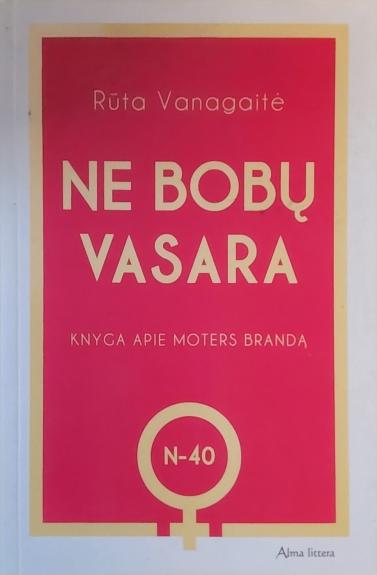 Rūta Vanagaitė
NE BOBŲ
VASARA
KNYGA APIE MOTERS BRANDĄ
N-40
Alma littera